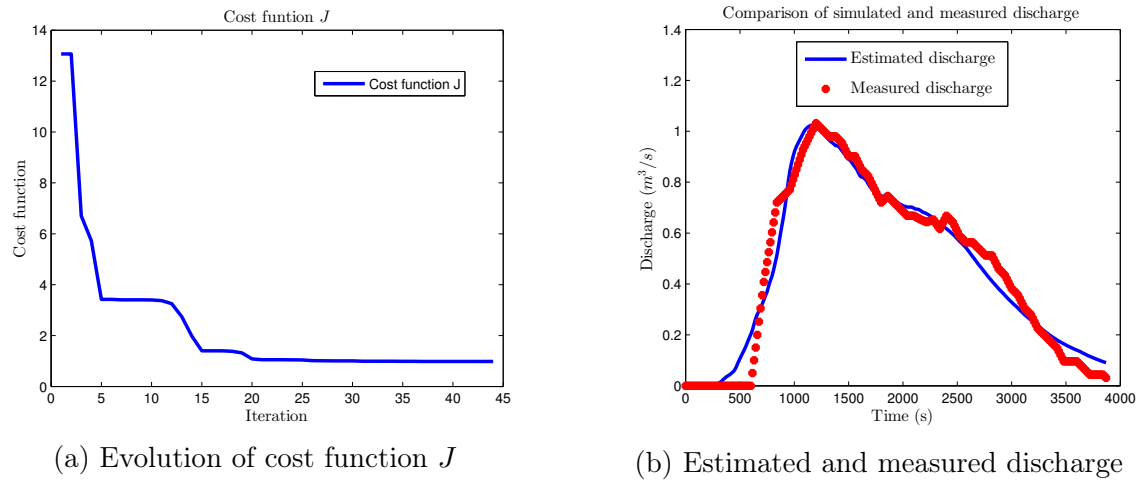 Cost funtion J
14
12
10
8
6
4
2
0
0 5 10 15 20 25 30 35 40 45
Cost function
Iteration
Cost function J
(a) Evolution of cost function J
Comparison of simulated and measured discharge
1.4
1.2
1
0.8
0.6
0.4
0.2
0
0 500 1000 1500 2000 2500 3000 3500 4000
Discharge (m³/s)
Time (s)
Estimated discharge
Measured discharge
(b) Estimated and measured discharge